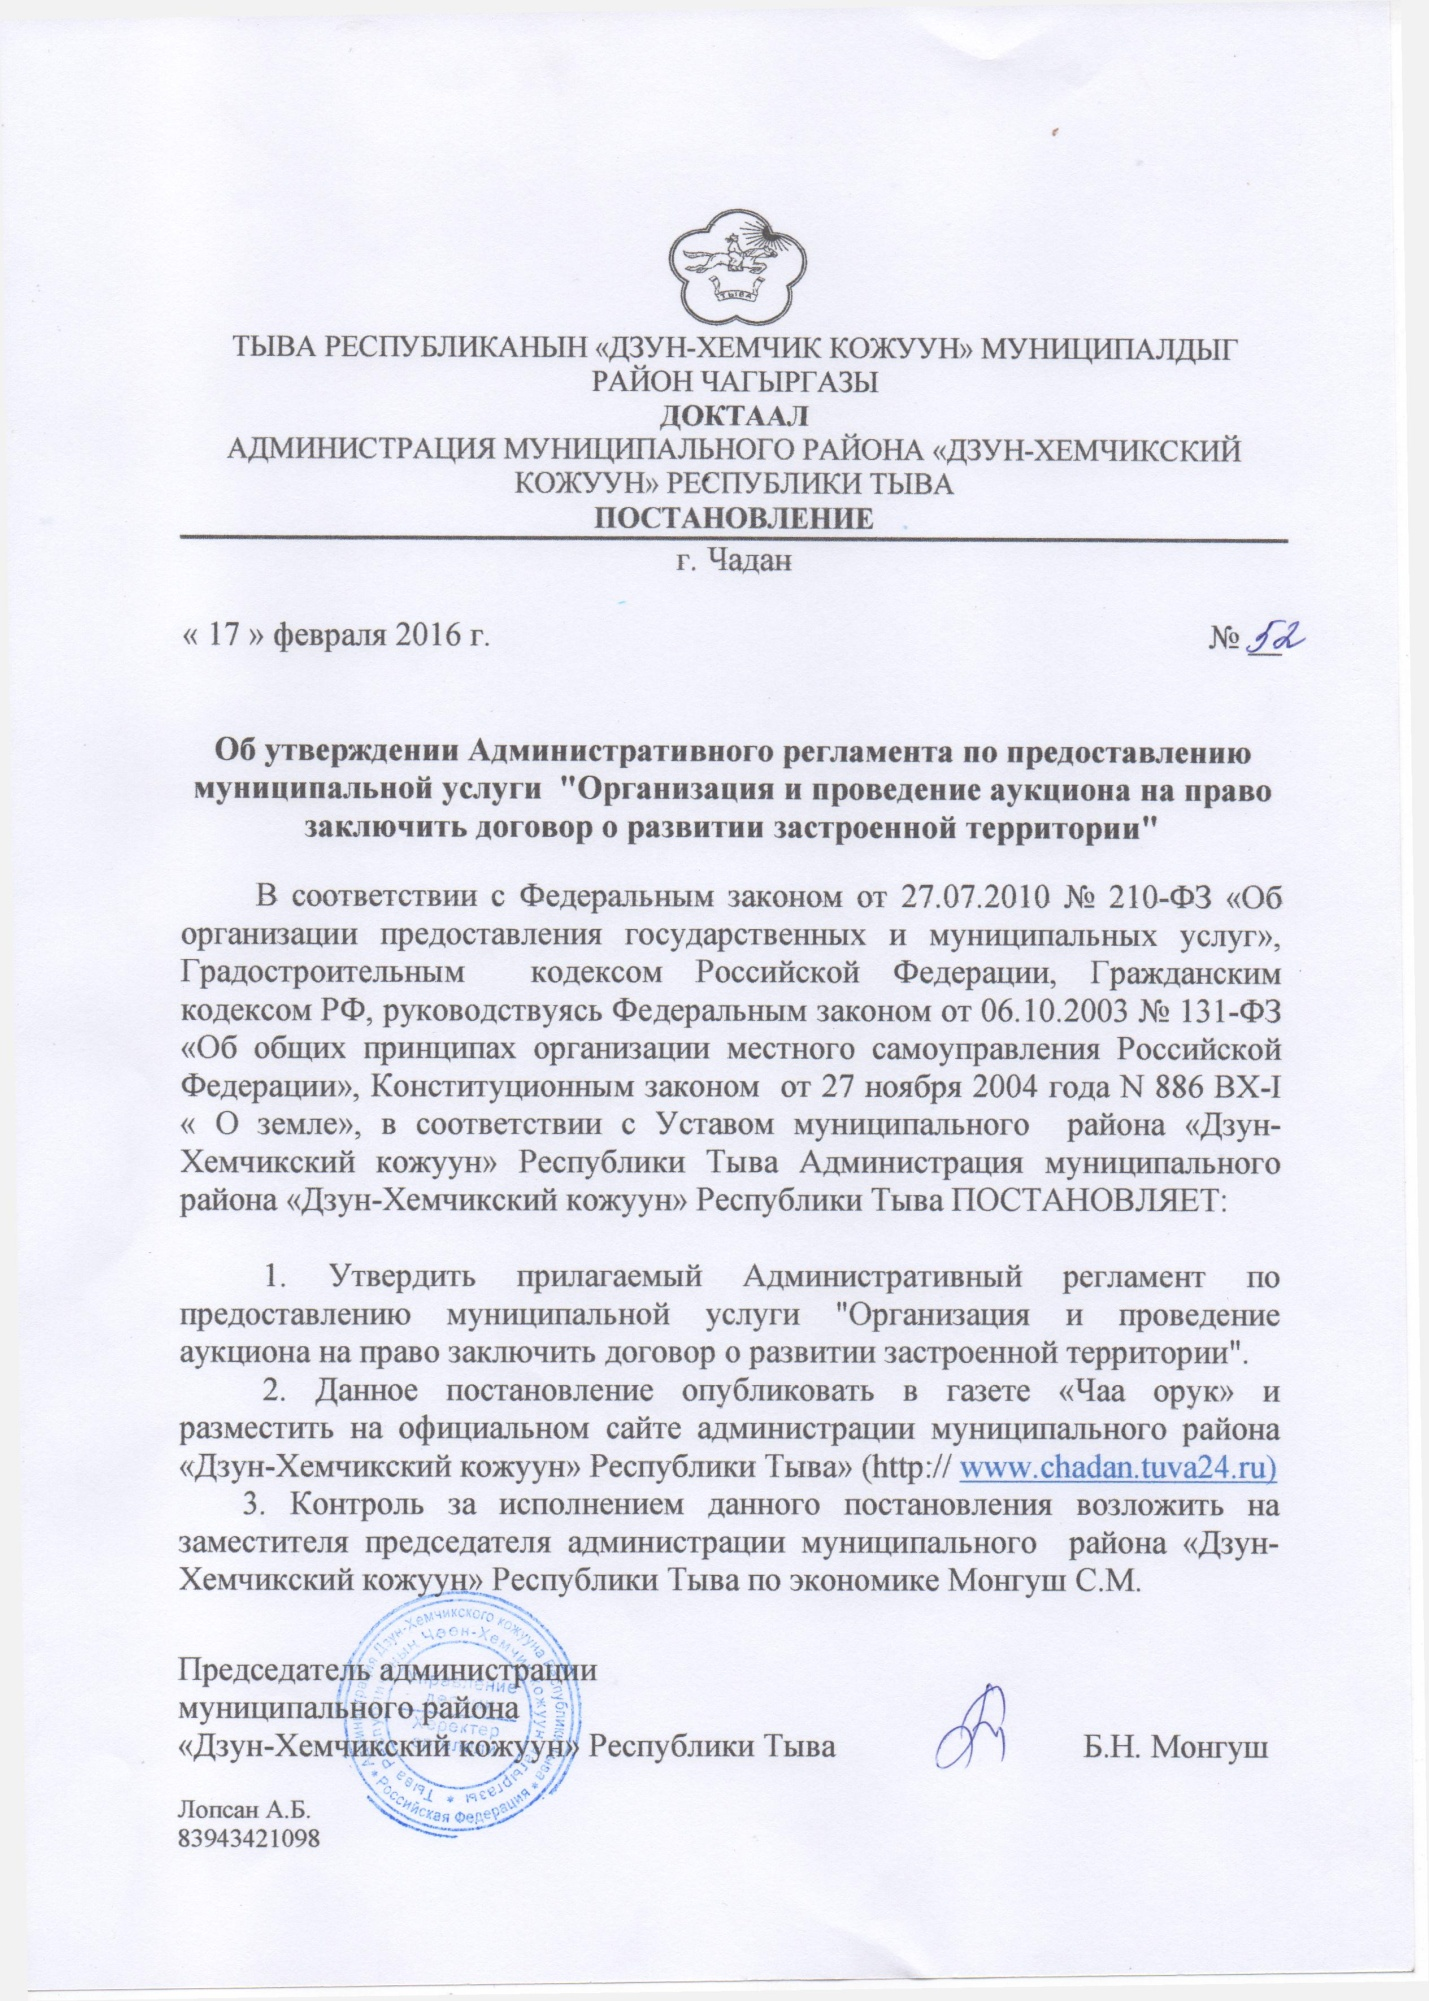 ТЫВА
ТЫВА РЕСПУБЛИКАНЫН «ДЗУН-ХЕМЧИК КОЖУУН» МУНИЦИПАЛДЫГ
РАЙОН ЧАГЫРГАЗЫ
ДОКТААЛ
АДМИНИСТРАЦИЯ МУНИЦИПАЛЬНОГО РАЙОНА «ДЗУН-ХЕМЧИКСКИЙ
КОЖУУН» РЕСПУБЛИКИ ТЫВА
ПОСТАНОВЛЕНИЕ
г. Чадан
« 17 » февраля 2016 г. № 52
Об утверждении Административного регламента по предоставлению
муниципальной услуги "Организация и проведение аукциона на право
заключить договор о развитии застроенной территории"
В соответствии с Федеральным законом от 27.07.2010 № 210-ФЗ «Об
организации предоставления государственных и муниципальных услуг»,
Градостроительным кодексом Российской Федерации, Гражданским
кодексом РФ, руководствуясь Федеральным законом от 06.10.2003 № 131-ФЗ
«Об общих принципах организации местного самоуправления Российской
Федерации», Конституционным законом от 27 ноября 2004 года N 886 ВХ-I
« О земле», в соответствии с Уставом муниципального района «Дзун-
Хемчикский кожуун» Республики Тыва Администрация муниципального
района «Дзун-Хемчикский кожуун» Республики Тыва ПОСТАНОВЛЯЕТ:
1. Утвердить прилагаемый Административный регламент по
предоставлению муниципальной услуги "Организация и проведение
аукциона на право заключить договор о развитии застроенной территории".
2. Данное постановление опубликовать в газете «Чаа орук» и
разместить на официальном сайте администрации муниципального района
«Дзун-Хемчикский кожуун» Республики Тыва» (http:// www.chadan.tuva24.ru)
3. Контроль за исполнением данного постановления возложить на
заместителя председателя администрации муниципального района «Дзун-
Хемчикский кожуун» Республики Тыва по экономике Монгуш С.М.
Председатель администрации
муниципального района
«Дзун-Хемчикский кожуун» Республики Тыва Б.Н. Монгуш
Лопсан А.Б.
83943421098
Администрация Дзун-Хемчикского кожууна Республики Тыва * Российская Федерация *